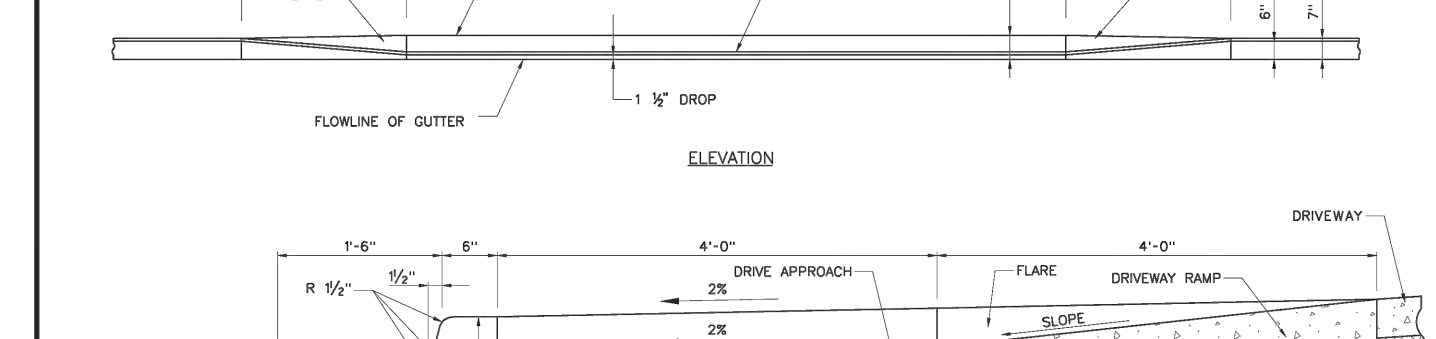 6"
7"
1 ½" DROP
FLOWLINE OF GUTTER
ELEVATION
DRIVEWAY
1'-6"
6"
4'-0"
4'-0"
1½"
DRIVE APPROACH
FLARE
DRIVEWAY RAMP
R 1½"
2%
SLOPE
2%